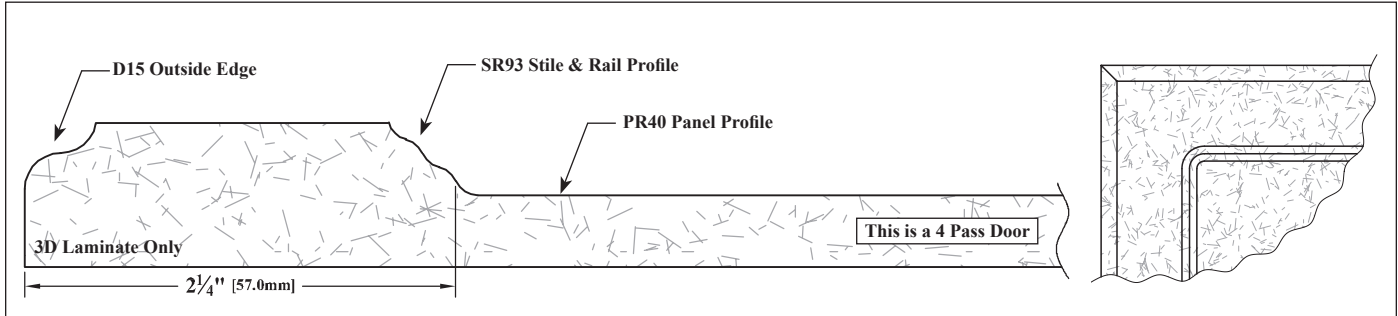 D15 Outside Edge
SR93 Stile & Rail Profile
PR40 Panel Profile
3D Laminate Only
This is a 4 Pass Door
2¼" [57.0mm]